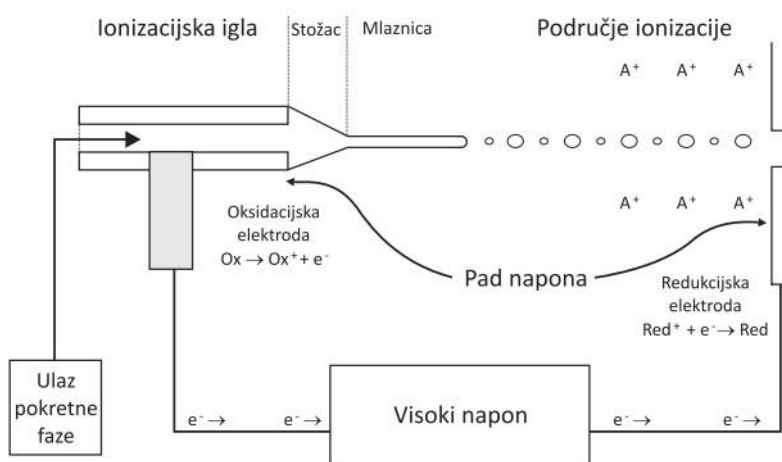 Ionizacijska igla
Stožac
Mlaznica
Područje ionizacije
A⁺ A⁺ A⁺
A⁺ A⁺ A⁺
Oksidacijska
elektroda
Ox → Ox⁺ + e⁻
Pad napona
Redukcijska
elektroda
Red⁺ + e⁻ → Red
Ulaz
pokretne
faze
e⁻ → e⁻ →
Visoki napon
e⁻ → e⁻ →